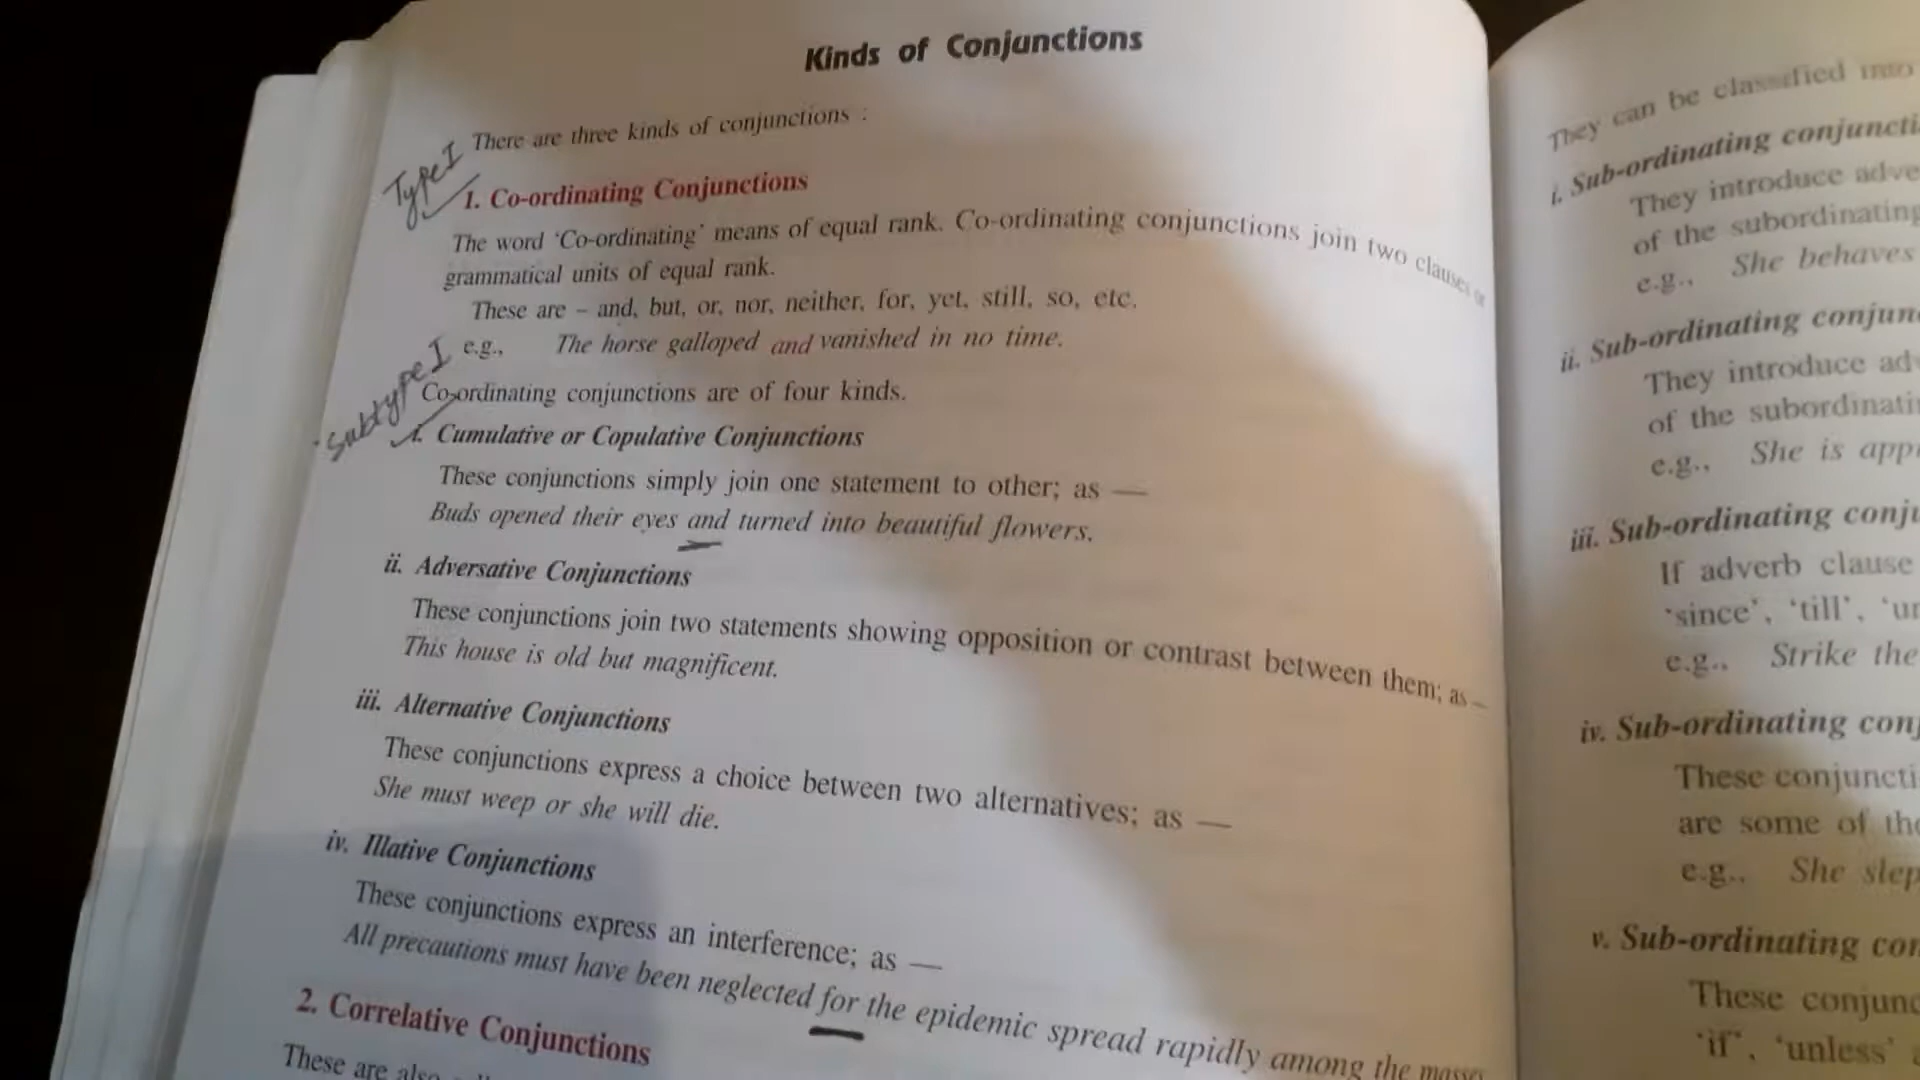 Kinds of Conjunctions
There are three kinds of conjunctions :
Type I
1. Co-ordinating Conjunctions
The word 'Co-ordinating' means of equal rank. Co-ordinating conjunctions join two clauses or
grammatical units of equal rank.
These are – and, but, or, nor, neither, for, yet, still, so, etc.
e.g., The horse galloped and vanished in no time.
Subtype I
Co-ordinating conjunctions are of four kinds.
i. Cumulative or Copulative Conjunctions
These conjunctions simply join one statement to other; as —
Buds opened their eyes and turned into beautiful flowers.
ii. Adversative Conjunctions
These conjunctions join two statements showing opposition or contrast between them; as –
This house is old but magnificent.
iii. Alternative Conjunctions
These conjunctions express a choice between two alternatives; as —
She must weep or she will die.
iv. Illative Conjunctions
These conjunctions express an interference; as —
All precautions must have been neglected for the epidemic spread rapidly among the masses
2. Correlative Conjunctions
These are also
They can be classified into
i. Sub-ordinating conjuncti
They introduce adve
of the subordinating
e.g., She behaves
ii. Sub-ordinating conjun
They introduce adv
of the subordinati
e.g., She is app
iii. Sub-ordinating conju
If adverb clause
'since', 'till', 'un
e.g., Strike the
iv. Sub-ordinating conj
These conjuncti
are some of the
e.g., She slep
v. Sub-ordinating con
These conjunc
'if', 'unless'